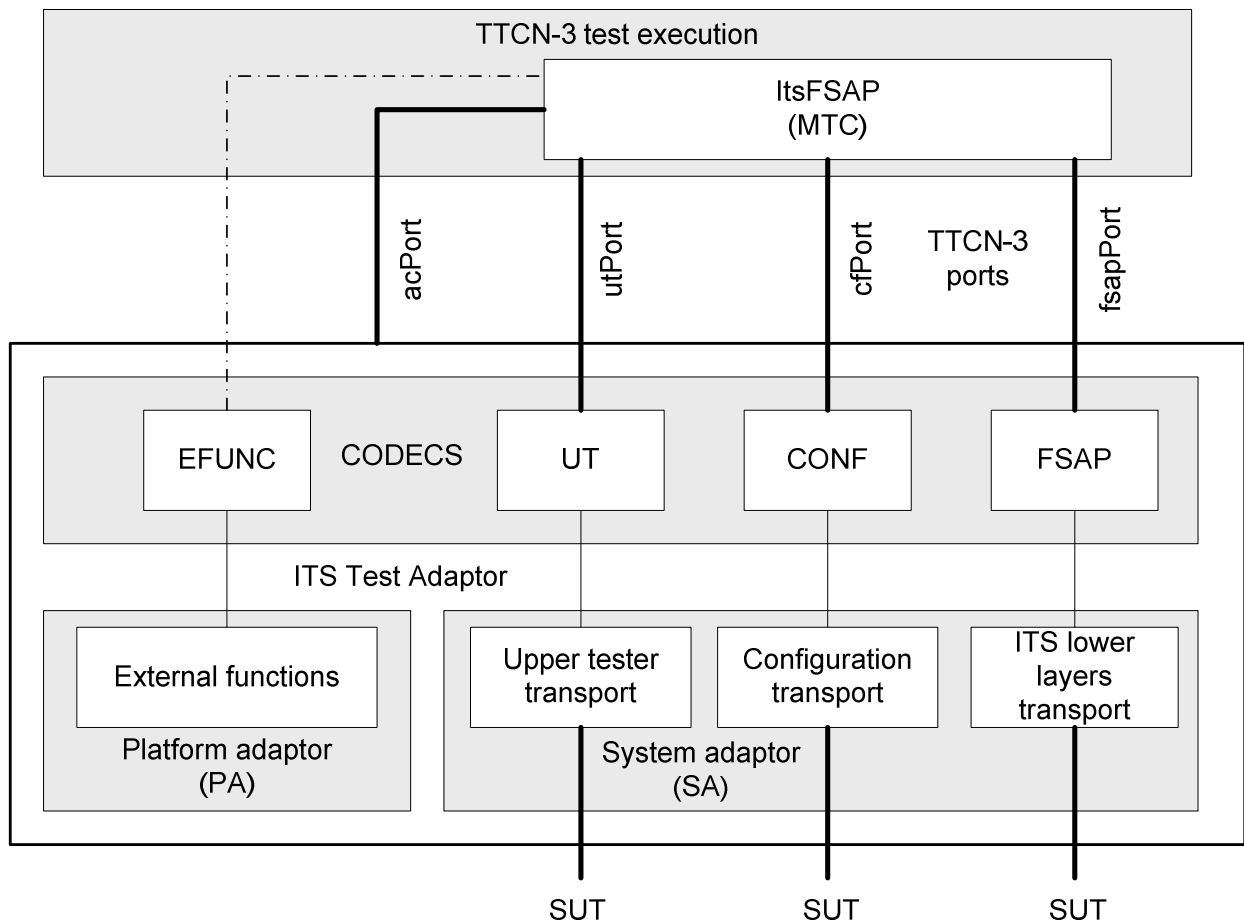 TTCN-3 test execution
ItsFSAP
(MTC)
acPort
utPort
cfPort
TTCN-3
ports
fsapPort
EFUNC
CODECS
UT
CONF
FSAP
ITS Test Adaptor
External functions
Upper tester
transport
Configuration
transport
ITS lower
layers
transport
Platform adaptor
(PA)
System adaptor
(SA)
SUT
SUT
SUT